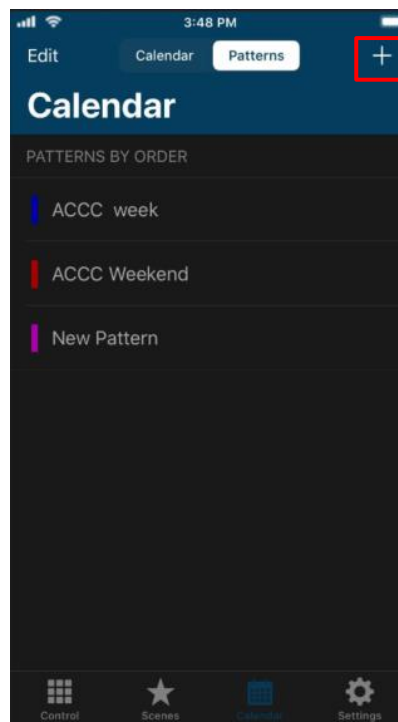 3:48 PM
Edit Calendar Patterns +
Calendar
PATTERNS BY ORDER
ACCC week
ACCC Weekend
New Pattern
Control Scenes Calendar Settings